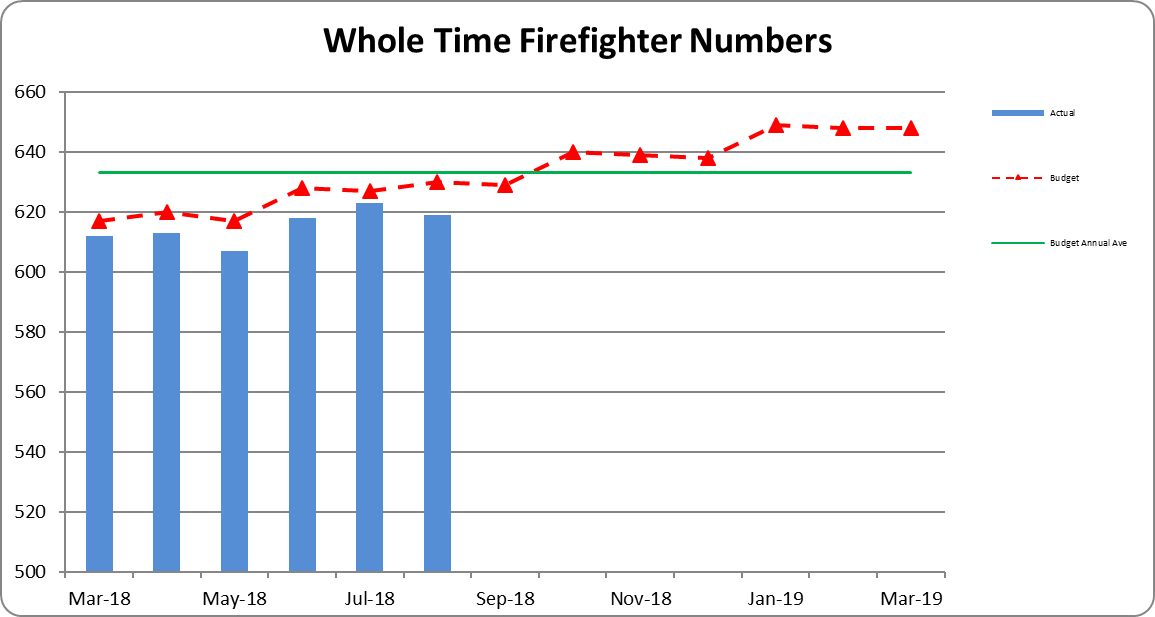 Whole Time Firefighter Numbers
660
640
620
600
580
560
540
520
500
Mar-18 May-18 Jul-18 Sep-18 Nov-18 Jan-19 Mar-19
Actual
Budget
Budget Annual Ave